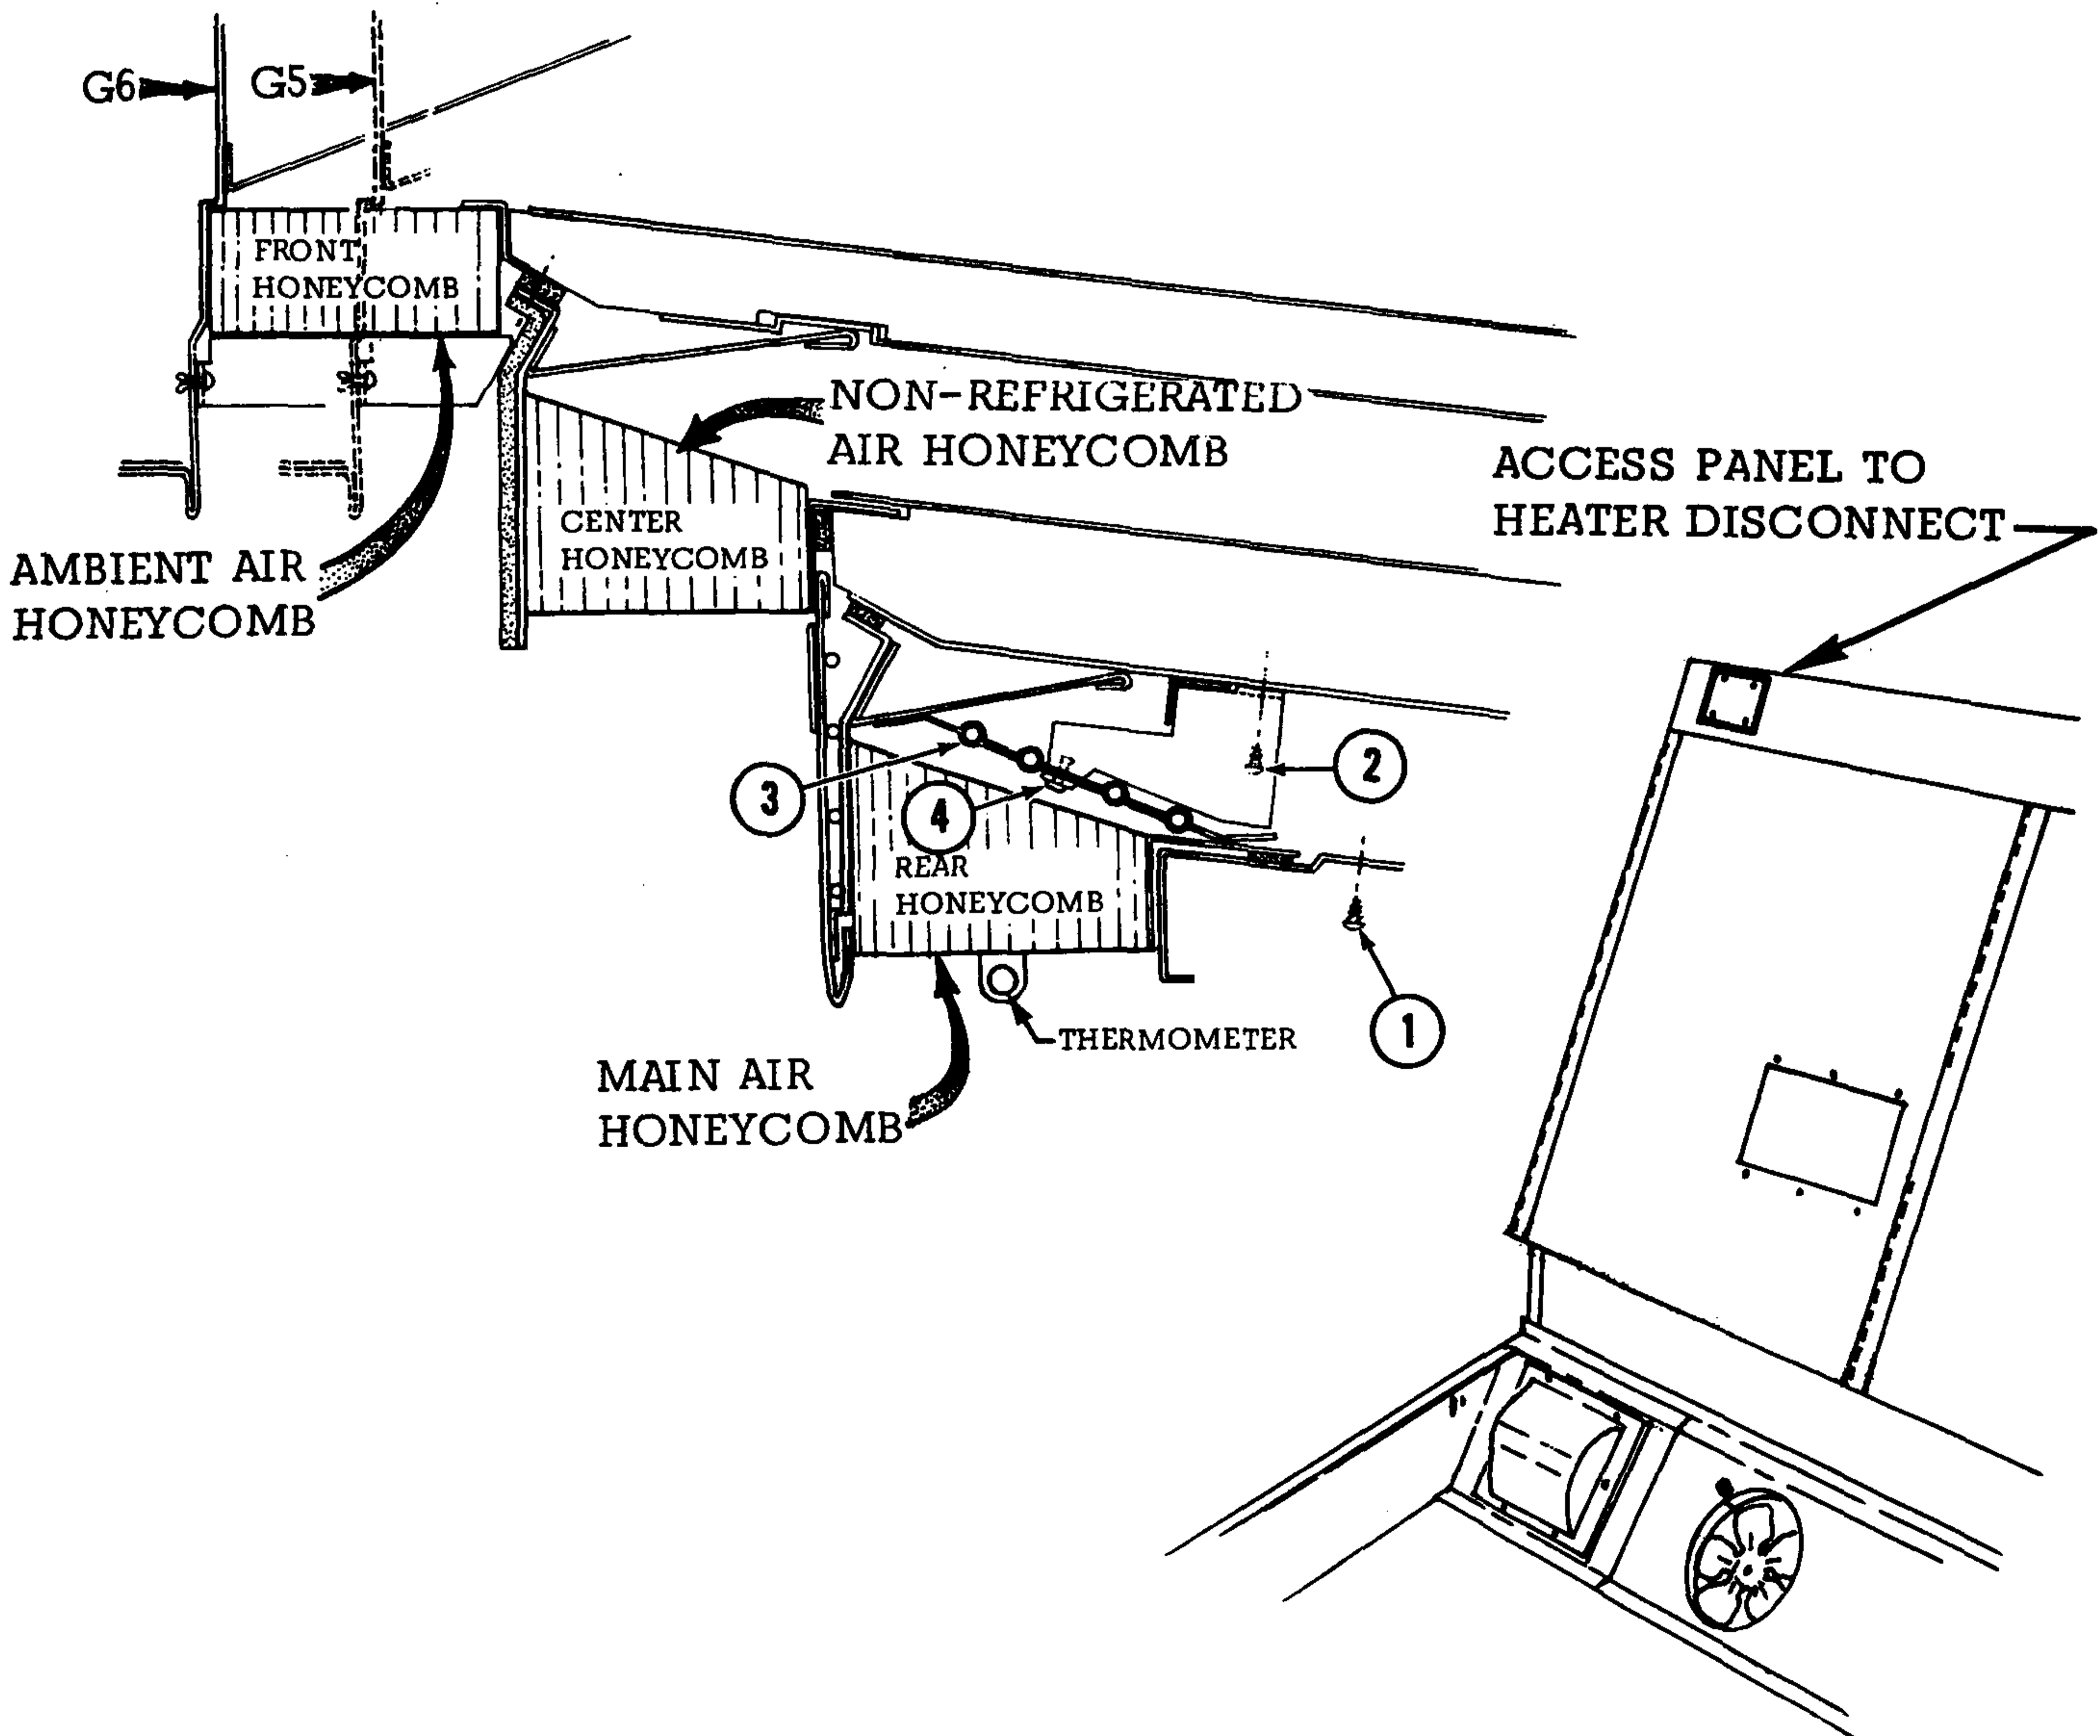 G6
G5
FRONT
HONEYCOMB
NON-REFRIGERATED
AIR HONEYCOMB
ACCESS PANEL TO
HEATER DISCONNECT
CENTER
HONEYCOMB
AMBIENT AIR
HONEYCOMB
2
3
4
REAR
HONEYCOMB
1
THERMOMETER
MAIN AIR
HONEYCOMB